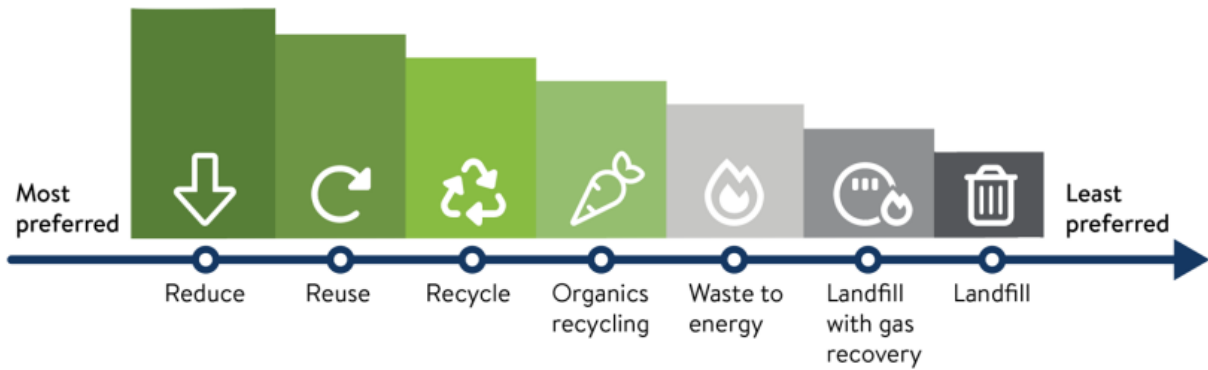 Most
preferred
Least
preferred
Reduce
Reuse
Recycle
Organics
recycling
Waste to
energy
Landfill
with gas
recovery
Landfill